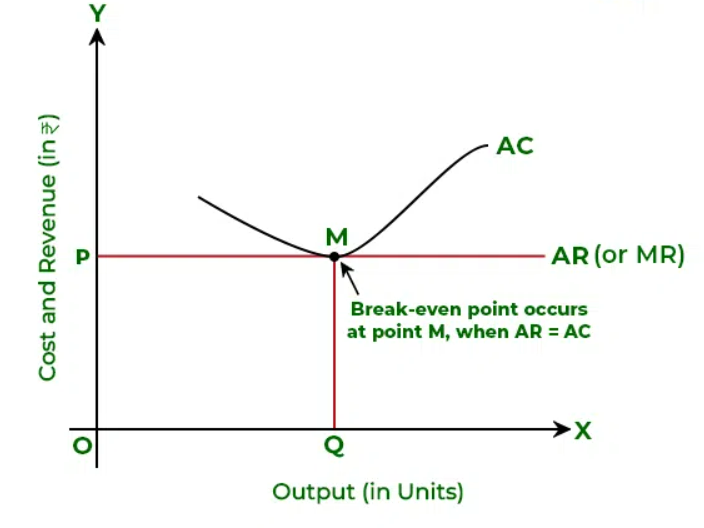 Y
Cost and Revenue (in ₹)
AC
M
P
AR (or MR)
Break-even point occurs
at point M, when AR = AC
O
Q
X
Output (in Units)